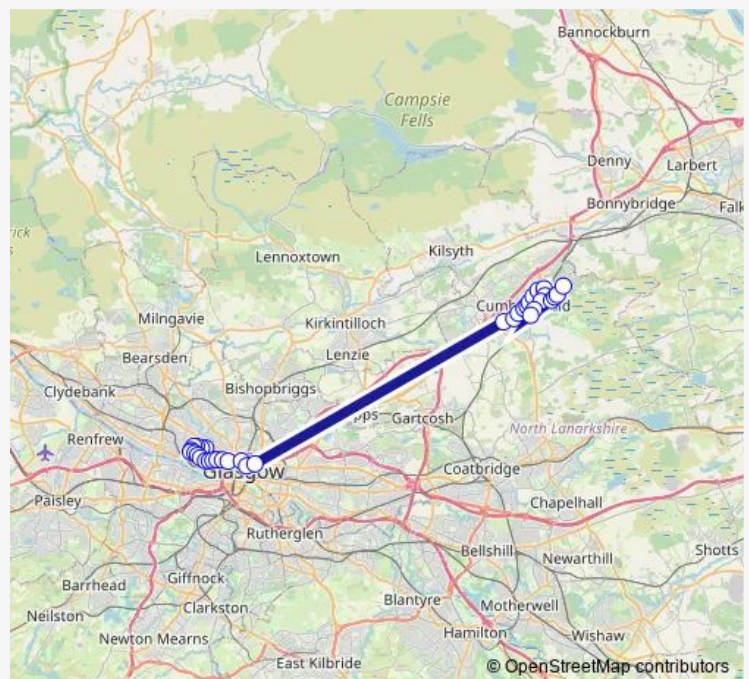 Bannockburn
Campsie
Fells
Denny
Larbert
Bonnybridge
Kilsyth
Lennoxtown
Milngavie
Kirkintilloch
Bearsden
Lenzie
Clydebank
Bishopbriggs
Gartcosh
North Lanarkshire
Renfrew
Glasgow
Coatbridge
Paisley
Chapelhall
Rutherglen
Shotts
Bellshill
Newarthill
Giffnock
Barrhead
Blantyre
Motherwell
Clarkston
Neilston
Hamilton
Wishaw
Newton Mearns
East Kilbride
© OpenStreetMap contributors